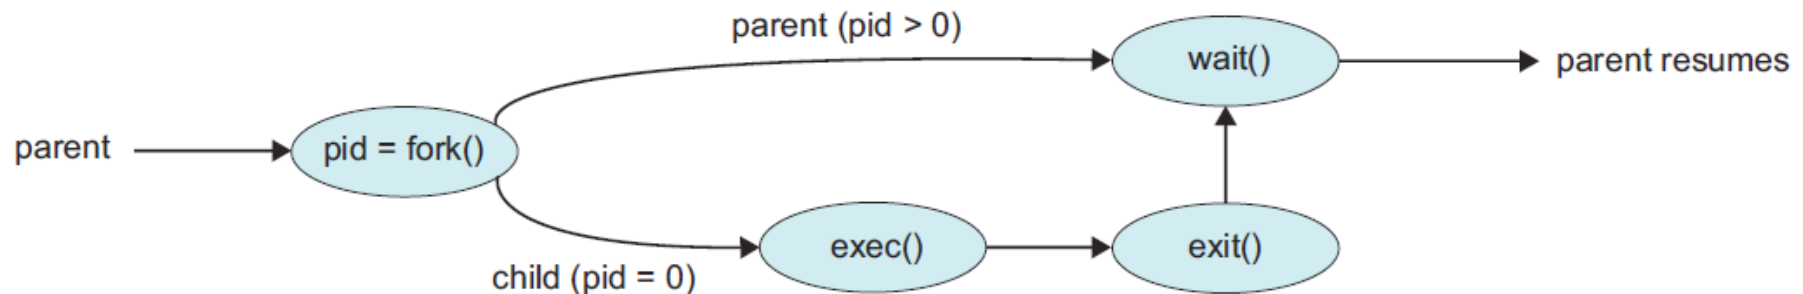 parent (pid > 0)
wait()
parent resumes
parent
pid = fork()
exec()
exit()
child (pid = 0)